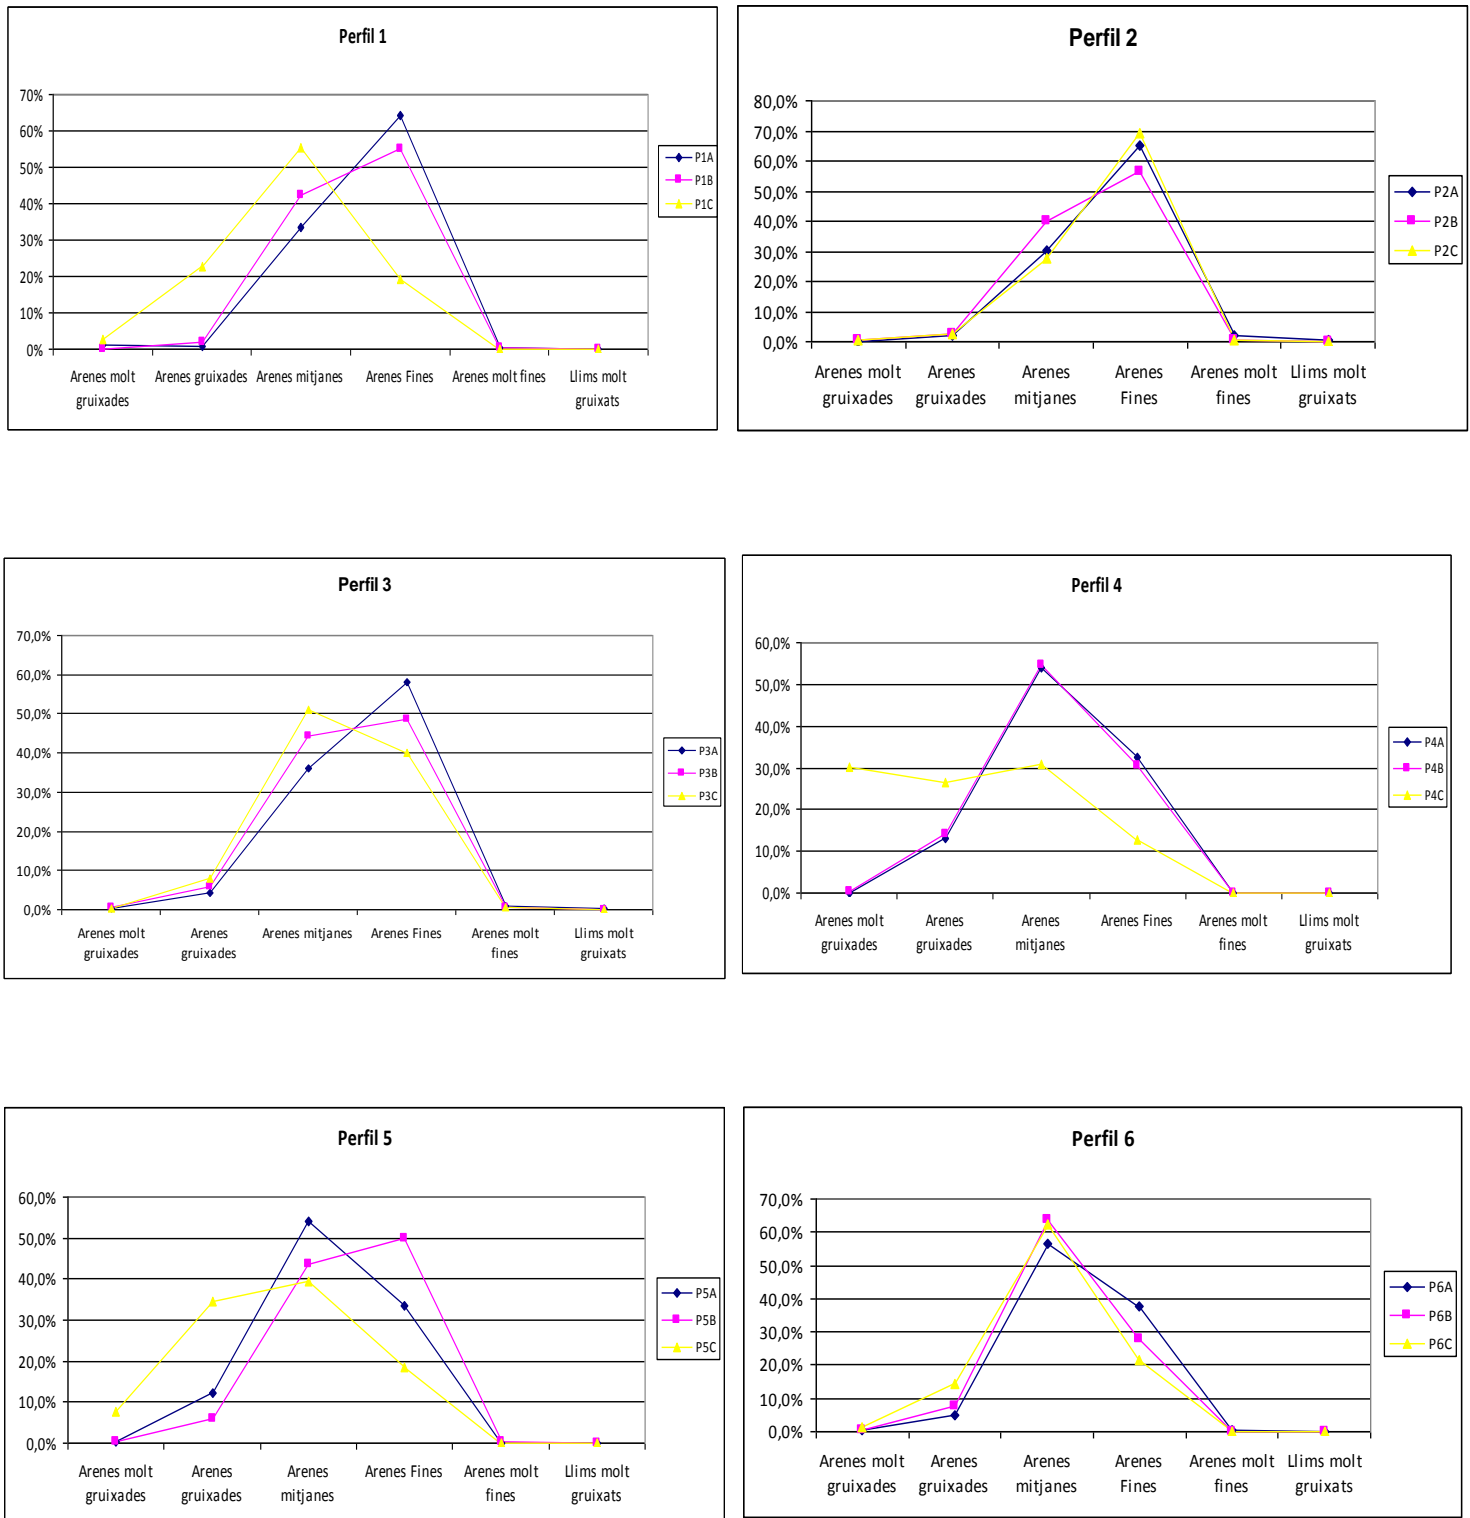 Perfil 1
70%
60%
50%
40%
30%
20%
10%
0%
Arenes molt
gruixades
Arenes gruixades
Arenes mitjanes
Arenes Fines
Arenes molt fines
Llims molt
gruixats
P1A
P1B
P1C
Perfil 2
80,0%
70,0%
60,0%
50,0%
40,0%
30,0%
20,0%
10,0%
0,0%
Arenes molt
gruixades
Arenes
gruixades
Arenes
mitjanes
Arenes
Fines
Arenes molt
fines
Llims molt
gruixats
P2A
P2B
P2C
Perfil 3
70,0%
60,0%
50,0%
40,0%
30,0%
20,0%
10,0%
0,0%
Arenes molt
gruixades
Arenes
gruixades
Arenes mitjanes
Arenes Fines
Arenes molt
fines
Llims molt
gruixats
P3A
P3B
P3C
Perfil 4
60,0%
50,0%
40,0%
30,0%
20,0%
10,0%
0,0%
Arenes molt
gruixades
Arenes
gruixades
Arenes
mitjanes
Arenes Fines
Arenes molt
fines
Llims molt
gruixats
P4A
P4B
P4C
Perfil 5
60,0%
50,0%
40,0%
30,0%
20,0%
10,0%
0,0%
Arenes molt
gruixades
Arenes
gruixades
Arenes
mitjanes
Arenes Fines
Arenes molt
fines
Llims molt
gruixats
P5A
P5B
P5C
Perfil 6
70,0%
60,0%
50,0%
40,0%
30,0%
20,0%
10,0%
0,0%
Arenes molt
gruixades
Arenes
gruixades
Arenes
mitjanes
Arenes
Fines
Arenes molt
fines
Llims molt
gruixats
P6A
P6B
P6C